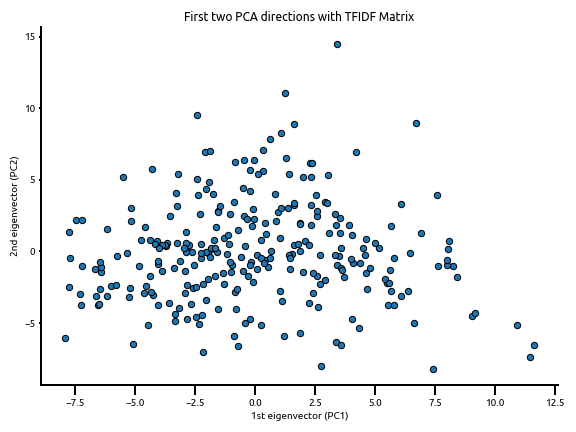 First two PCA directions with TFIDF Matrix
15
10
5
0
−5
2nd eigenvector (PC2)
−7.5 −5.0 −2.5 0.0 2.5 5.0 7.5 10.0 12.5
1st eigenvector (PC1)